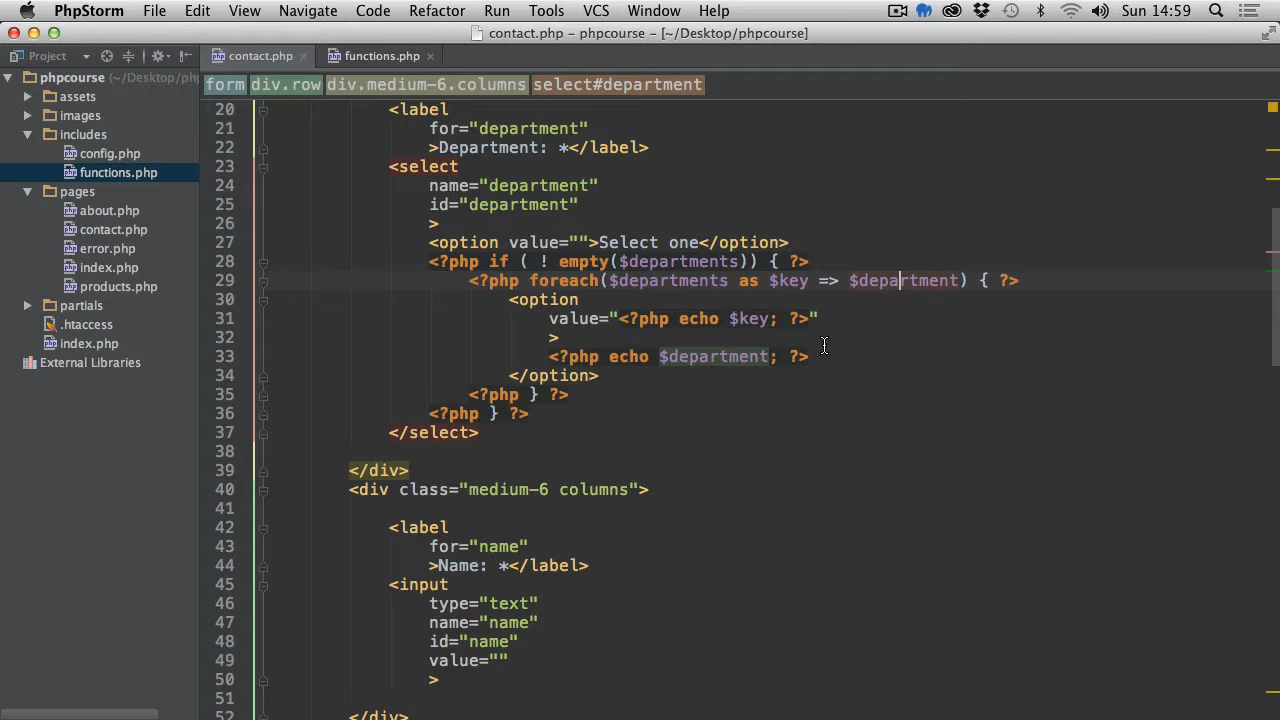 PhpStorm File Edit View Navigate Code Refactor Run Tools VCS Window Help Sun 14:59
contact.php – phpcourse – [~/Desktop/phpcourse]
Project contact.php functions.php
phpcourse (~/Desktop/ph
form div.row div.medium-6.columns select#department
assets
images
includes
config.php
functions.php
pages
about.php
contact.php
error.php
index.php
products.php
partials
.htaccess
index.php
External Libraries
20 <label
21 for="department"
22 >Department: *</label>
23 <select
24 name="department"
25 id="department"
26 >
27 <option value="">Select one</option>
28 <?php if ( ! empty($departments)) { ?>
29 <?php foreach($departments as $key => $department) { ?>
30 <option
31 value="<?php echo $key; ?>"
32 >
33 <?php echo $department; ?>
34 </option>
35 <?php } ?>
36 <?php } ?>
37 </select>
38
39 </div>
40 <div class="medium-6 columns">
41
42 <label
43 for="name"
44 >Name: *</label>
45 <input
46 type="text"
47 name="name"
48 id="name"
49 value=""
50 >
51
52 </div>